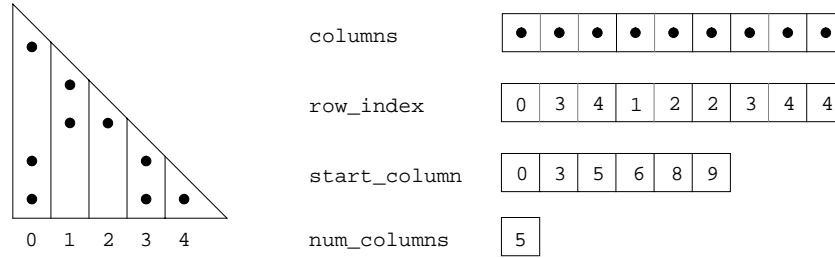 columns
row_index 0 3 4 1 2 2 3 4 4
start_column 0 3 5 6 8 9
0 1 2 3 4 num_columns 5